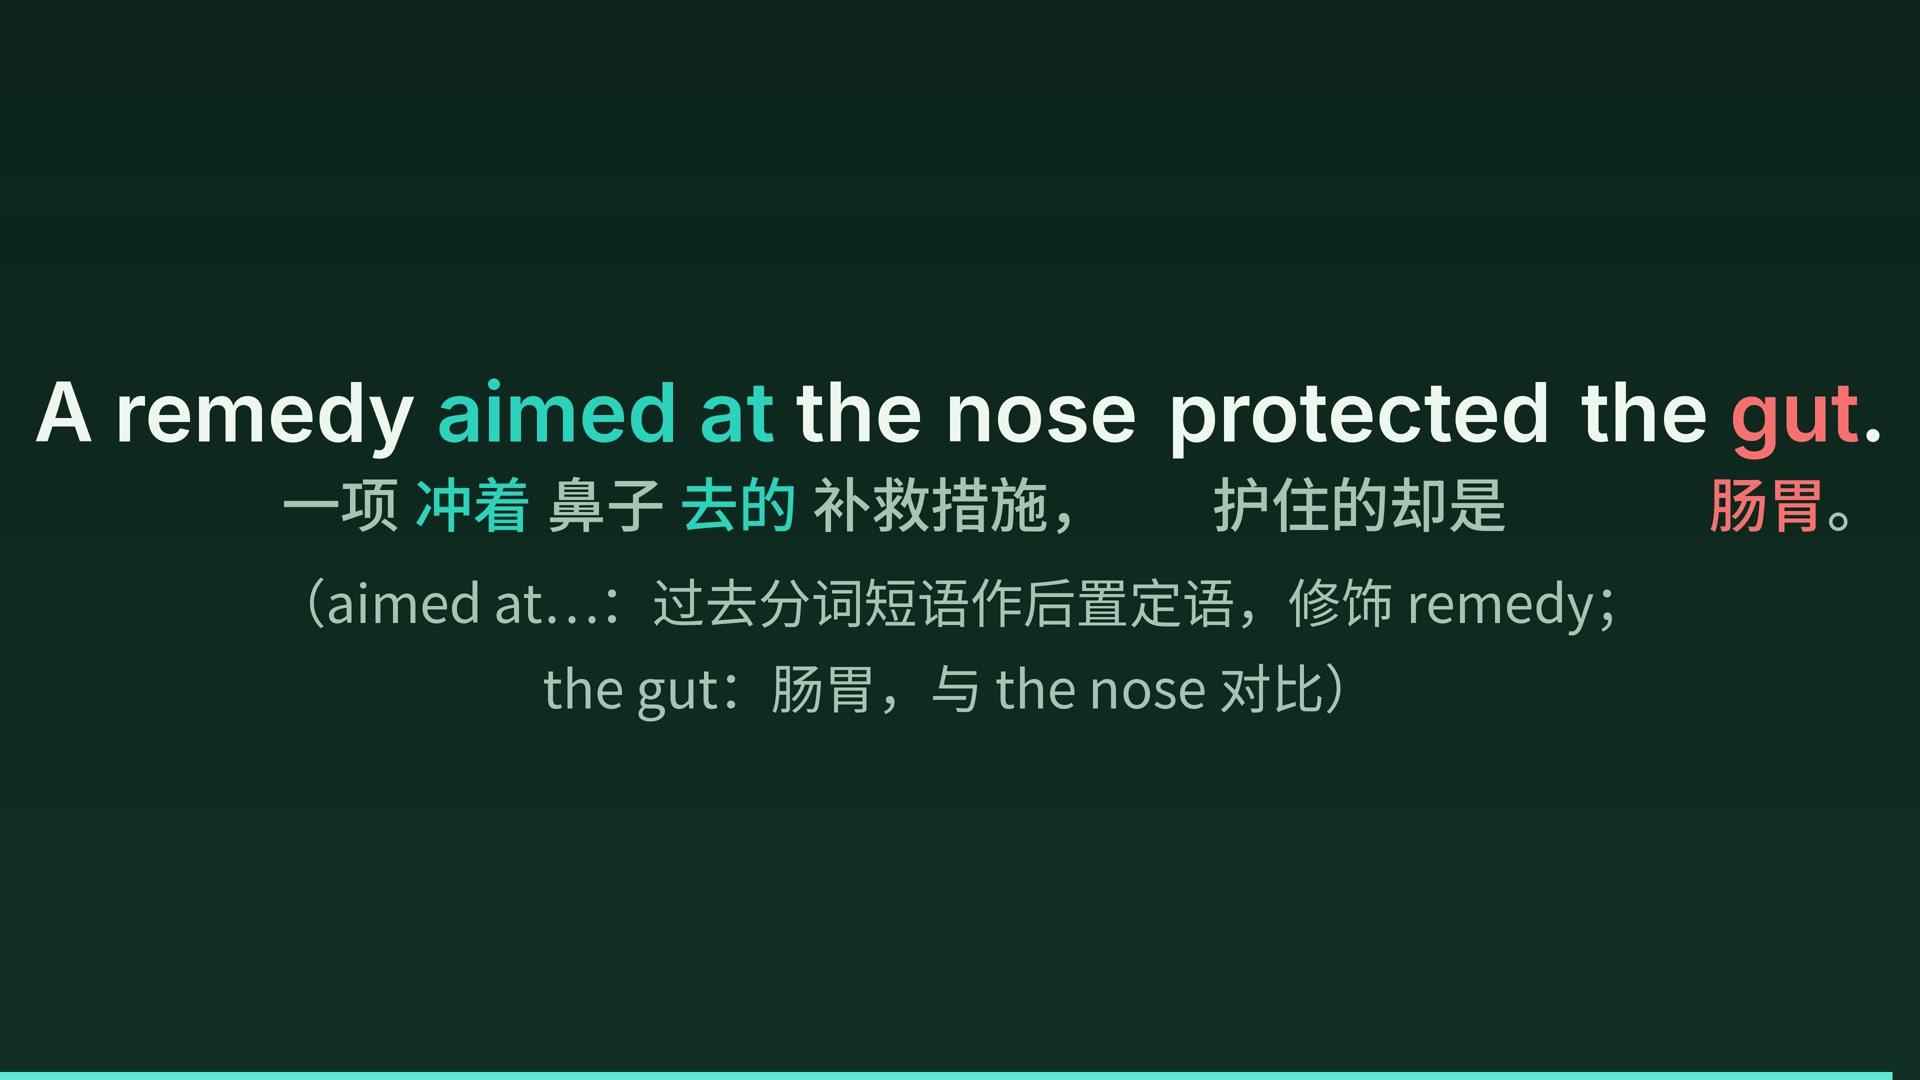 A remedy aimed at the nose protected the gut.
一项 冲着 鼻子 去的 补救措施， 护住的却是 肠胃。
（aimed at…：过去分词短语作后置定语，修饰 remedy；
the gut：肠胃，与 the nose 对比）